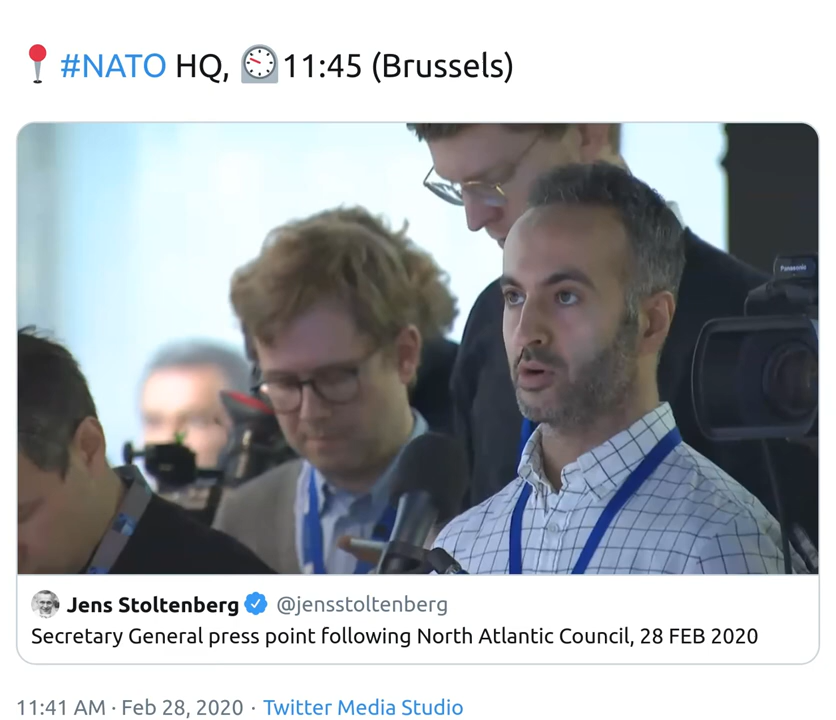 📍 #NATO HQ, ⏲11:45 (Brussels)
Panasonic
Jens Stoltenberg @jensstoltenberg
Secretary General press point following North Atlantic Council, 28 FEB 2020
11:41 AM · Feb 28, 2020 · Twitter Media Studio